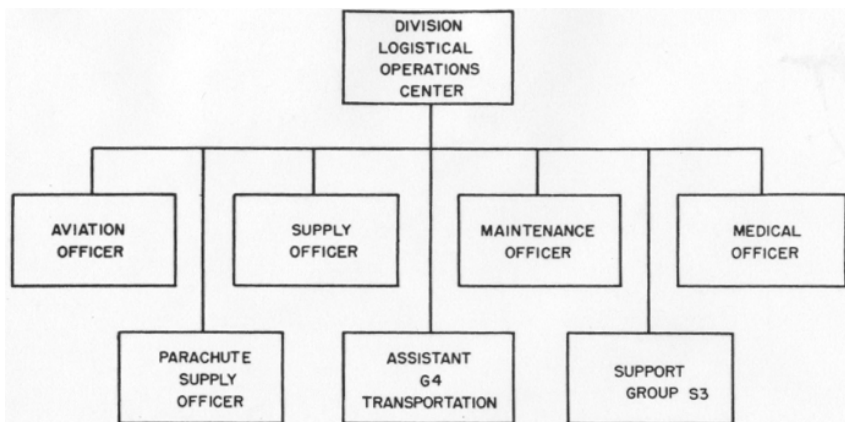 DIVISION
LOGISTICAL
OPERATIONS
CENTER
AVIATION
OFFICER
SUPPLY
OFFICER
MAINTENANCE
OFFICER
MEDICAL
OFFICER
PARACHUTE
SUPPLY
OFFICER
ASSISTANT
G4
TRANSPORTATION
SUPPORT
GROUP S3